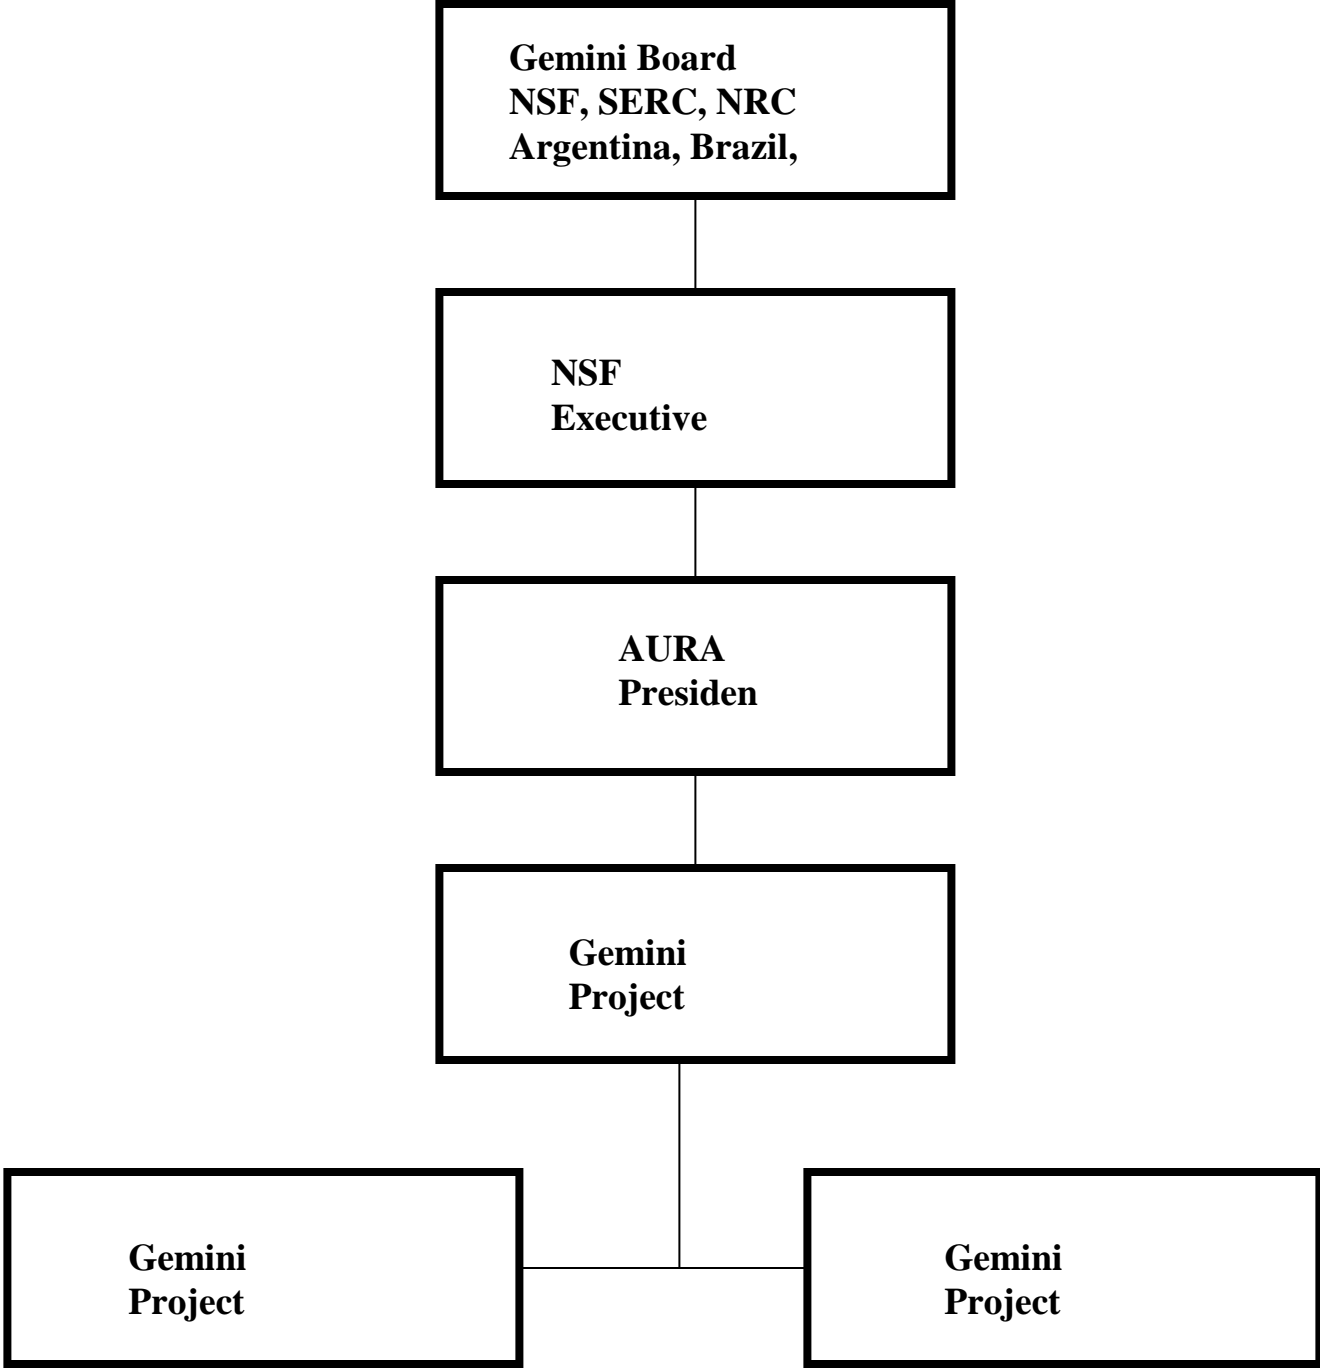 Gemini Board
NSF, SERC, NRC
Argentina, Brazil,
NSF
Executive
AURA
Presiden
Gemini
Project
Gemini
Project
Gemini
Project